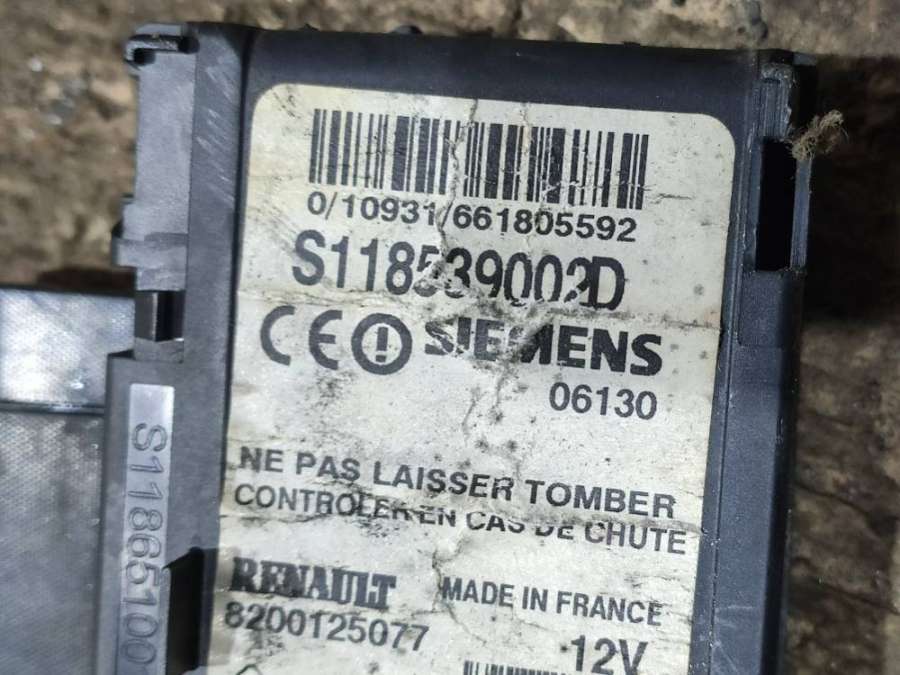 0/10931/661805592
S118539002D
CE SIEMENS
06130
NE PAS LAISSER TOMBER
CONTROLER EN CAS DE CHUTE
RENAULT MADE IN FRANCE
8200125077 12V
S11865100